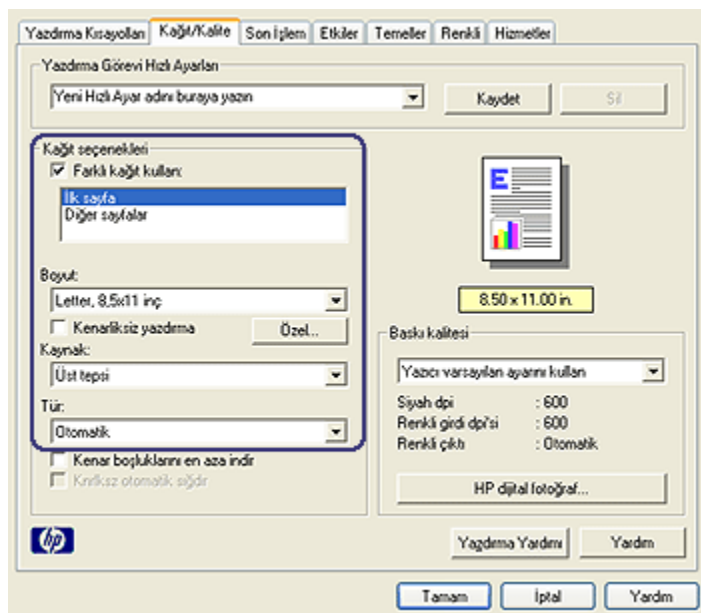 Yazdırma Kısayolları Kağıt/Kalite Son İşlem Etkiler Temeller Renkli Hizmetler
Yazdırma Görevi Hızlı Ayarları
Yeni Hızlı Ayar adını buraya yazın
Kaydet
Sil
Kağıt seçenekleri
Farklı kağıt kullan:
İlk sayfa
Diğer sayfalar
Boyut:
Letter, 8,5x11 inç
Kenarlıksiz yazdırma
Özel...
Kaynak:
Üst tepsi
Tür:
Otomatik
Kenar boşluklarını en aza indir
Knrlksz otomatik sığdır
E
8.50 x 11.00 in.
Baskı kalitesi
Yazıcı varsayılan ayarını kullan
Siyah dpi : 600
Renkli girdi dpi'si : 600
Renkli çıktı : Otomatik
HP dijital fotoğraf...
hp
Yazdırma Yardımı
Yardım
Tamam
İptal
Yardım